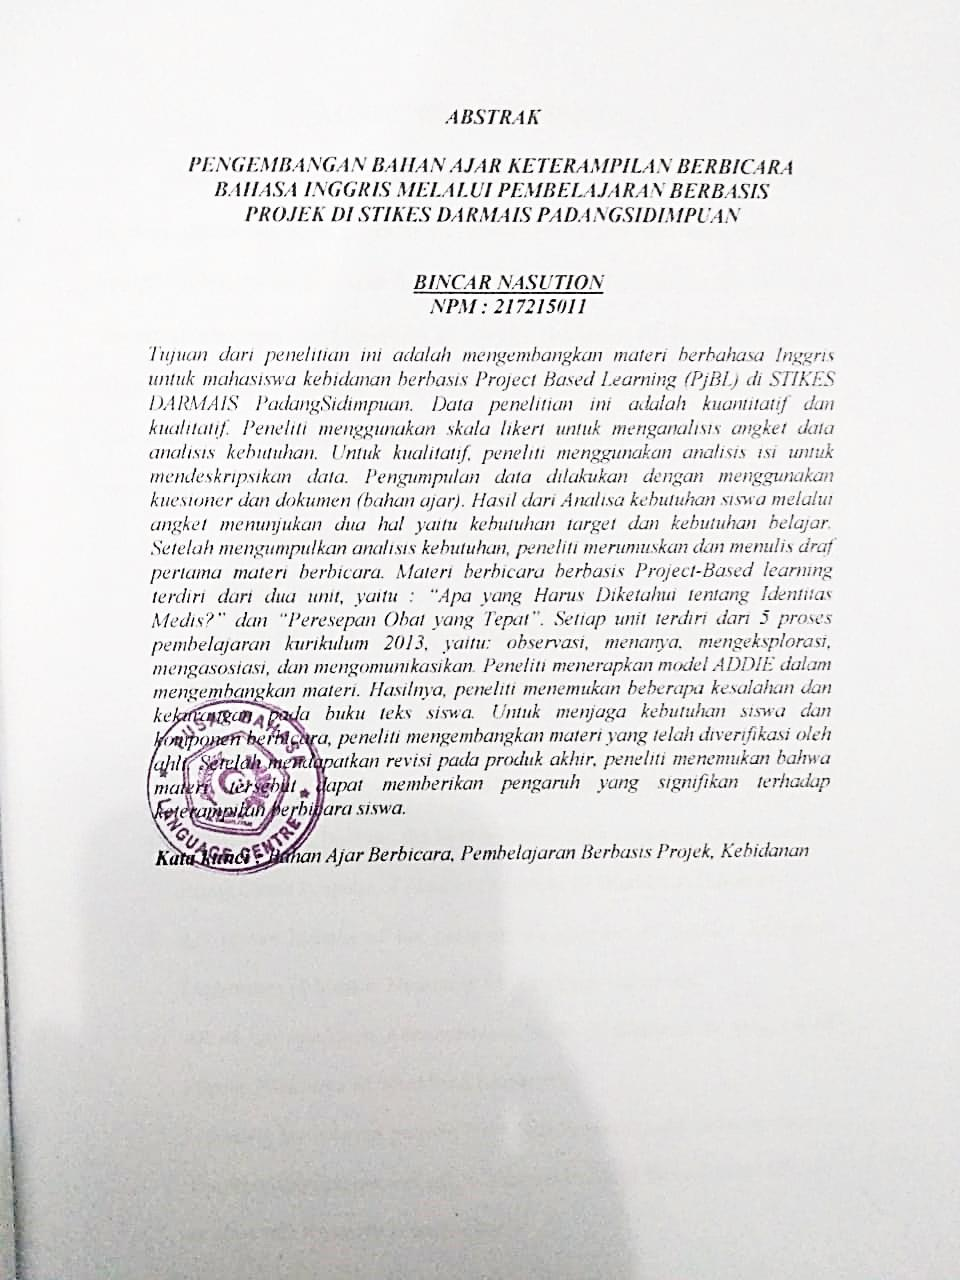 ABSTRAK
PENGEMBANGAN BAHAN AJAR KETERAMPILAN BERBICARA
BAHASA INGGRIS MELALUI PEMBELAJARAN BERBASIS
PROJEK DI STIKES DARMAIS PADANGSIDIMPUAN
BINCAR NASUTION
NPM : 217215011
Tujuan dari penelitian ini adalah mengembangkan materi berbahasa Inggris
untuk mahasiswa kebidanan berbasis Project Based Learning (PjBL) di STIKES
DARMAIS PadangSidimpuan. Data penelitian ini adalah kuantitatif dan
kualitatif. Peneliti menggunakan skala likert untuk menganalisis angket data
analisis kebutuhan. Untuk kualitatif, peneliti menggunakan analisis isi untuk
mendeskripsikan data. Pengumpulan data dilakukan dengan menggunakan
kuesioner dan dokumen (bahan ajar). Hasil dari Analisa kebutuhan siswa melalui
angket menunjukan dua hal yaitu kebutuhan target dan kebutuhan belajar.
Setelah mengumpulkan analisis kebutuhan, peneliti merumuskan dan menulis draf
pertama materi berbicara. Materi berbicara berbasis Project-Based learning
terdiri dari dua unit, yaitu : "Apa yang Harus Diketahui tentang Identitas
Medis?" dan "Peresepan Obat yang Tepat". Setiap unit terdiri dari 5 proses
pembelajaran kurikulum 2013, yaitu: observasi, menanya, mengeksplorasi,
mengasosiasi, dan mengomunikasikan. Peneliti menerapkan model ADDIE dalam
mengembangkan materi. Hasilnya, peneliti menemukan beberapa kesalahan dan
kekurangan pada buku teks siswa. Untuk menjaga kebutuhan siswa dan
komponen berbicara, peneliti mengembangkan materi yang telah diverifikasi oleh
ahli. Setelah mendapatkan revisi pada produk akhir, peneliti menemukan bahwa
materi tersebut dapat memberikan pengaruh yang signifikan terhadap
keterampilan berbicara siswa.
Kata kunci : Bahan Ajar Berbicara, Pembelajaran Berbasis Projek, Kebidanan
PUSAT BAHASA
LANGUAGE CENTRE